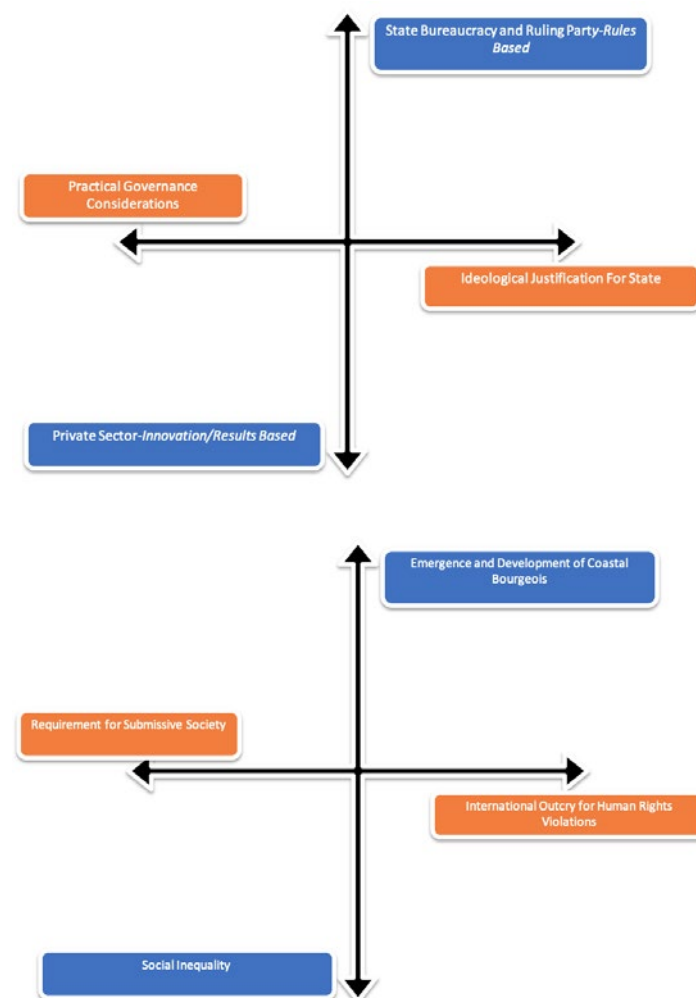 State Bureaucracy and Ruling Party-Rules
Based
Practical Governance
Considerations
Ideological Justification For State
Private Sector-Innovation/Results Based
Emergence and Development of Coastal
Bourgeois
Requirement for Submissive Society
International Outcry for Human Rights
Violations
Social Inequality